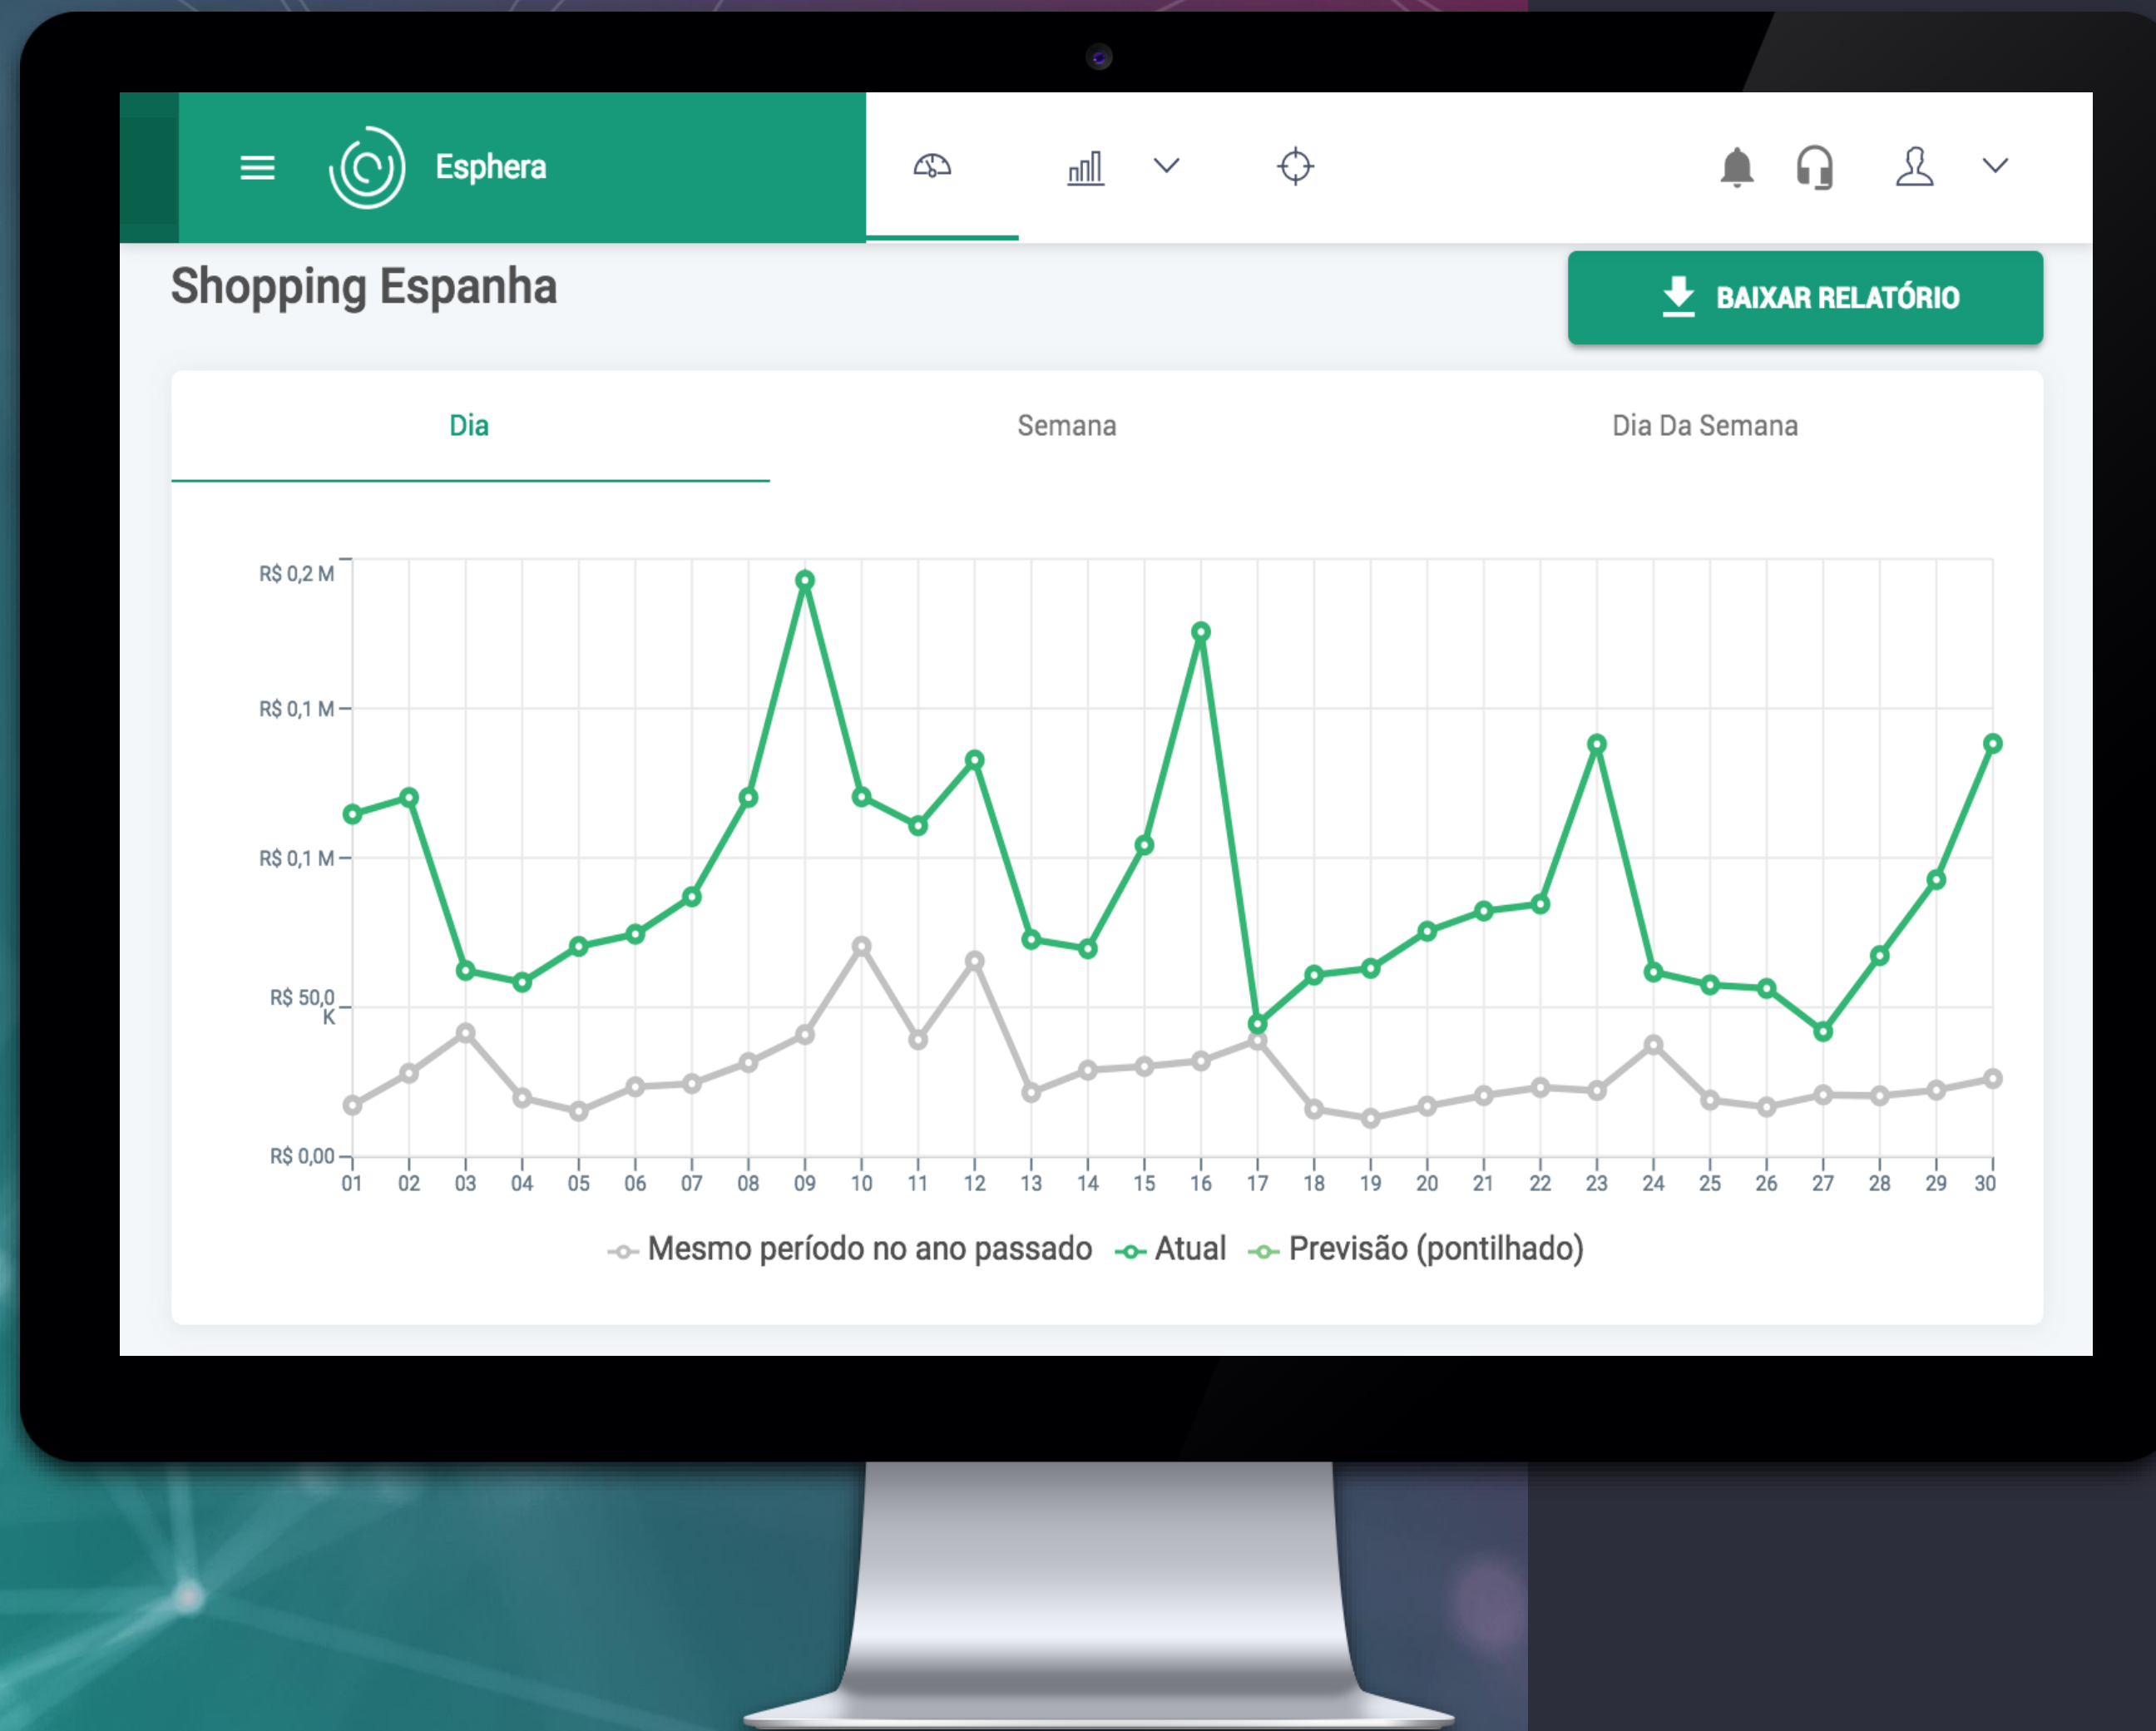 Esphera
Shopping Espanha
BAIXAR RELATÓRIO
Dia
Semana
Dia Da Semana
R$ 0,2 M
R$ 0,1 M
R$ 0,1 M
R$ 50,0
K
R$ 0,00
01 02 03 04 05 06 07 08 09 10 11 12 13 14 15 16 17 18 19 20 21 22 23 24 25 26 27 28 29 30
Mesmo período no ano passado Atual Previsão (pontilhado)